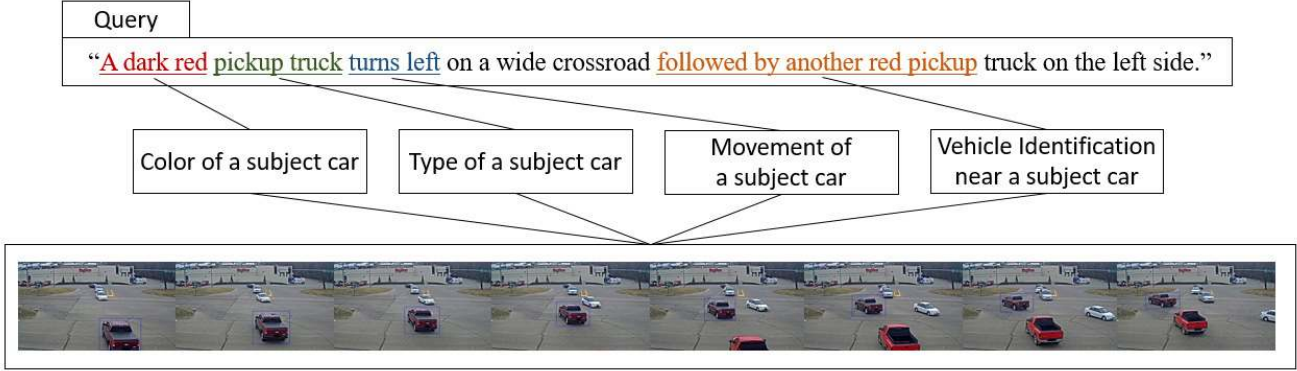 Query
“A dark red pickup truck turns left on a wide crossroad followed by another red pickup truck on the left side.”
Color of a subject car
Type of a subject car
Movement of
a subject car
Vehicle Identification
near a subject car